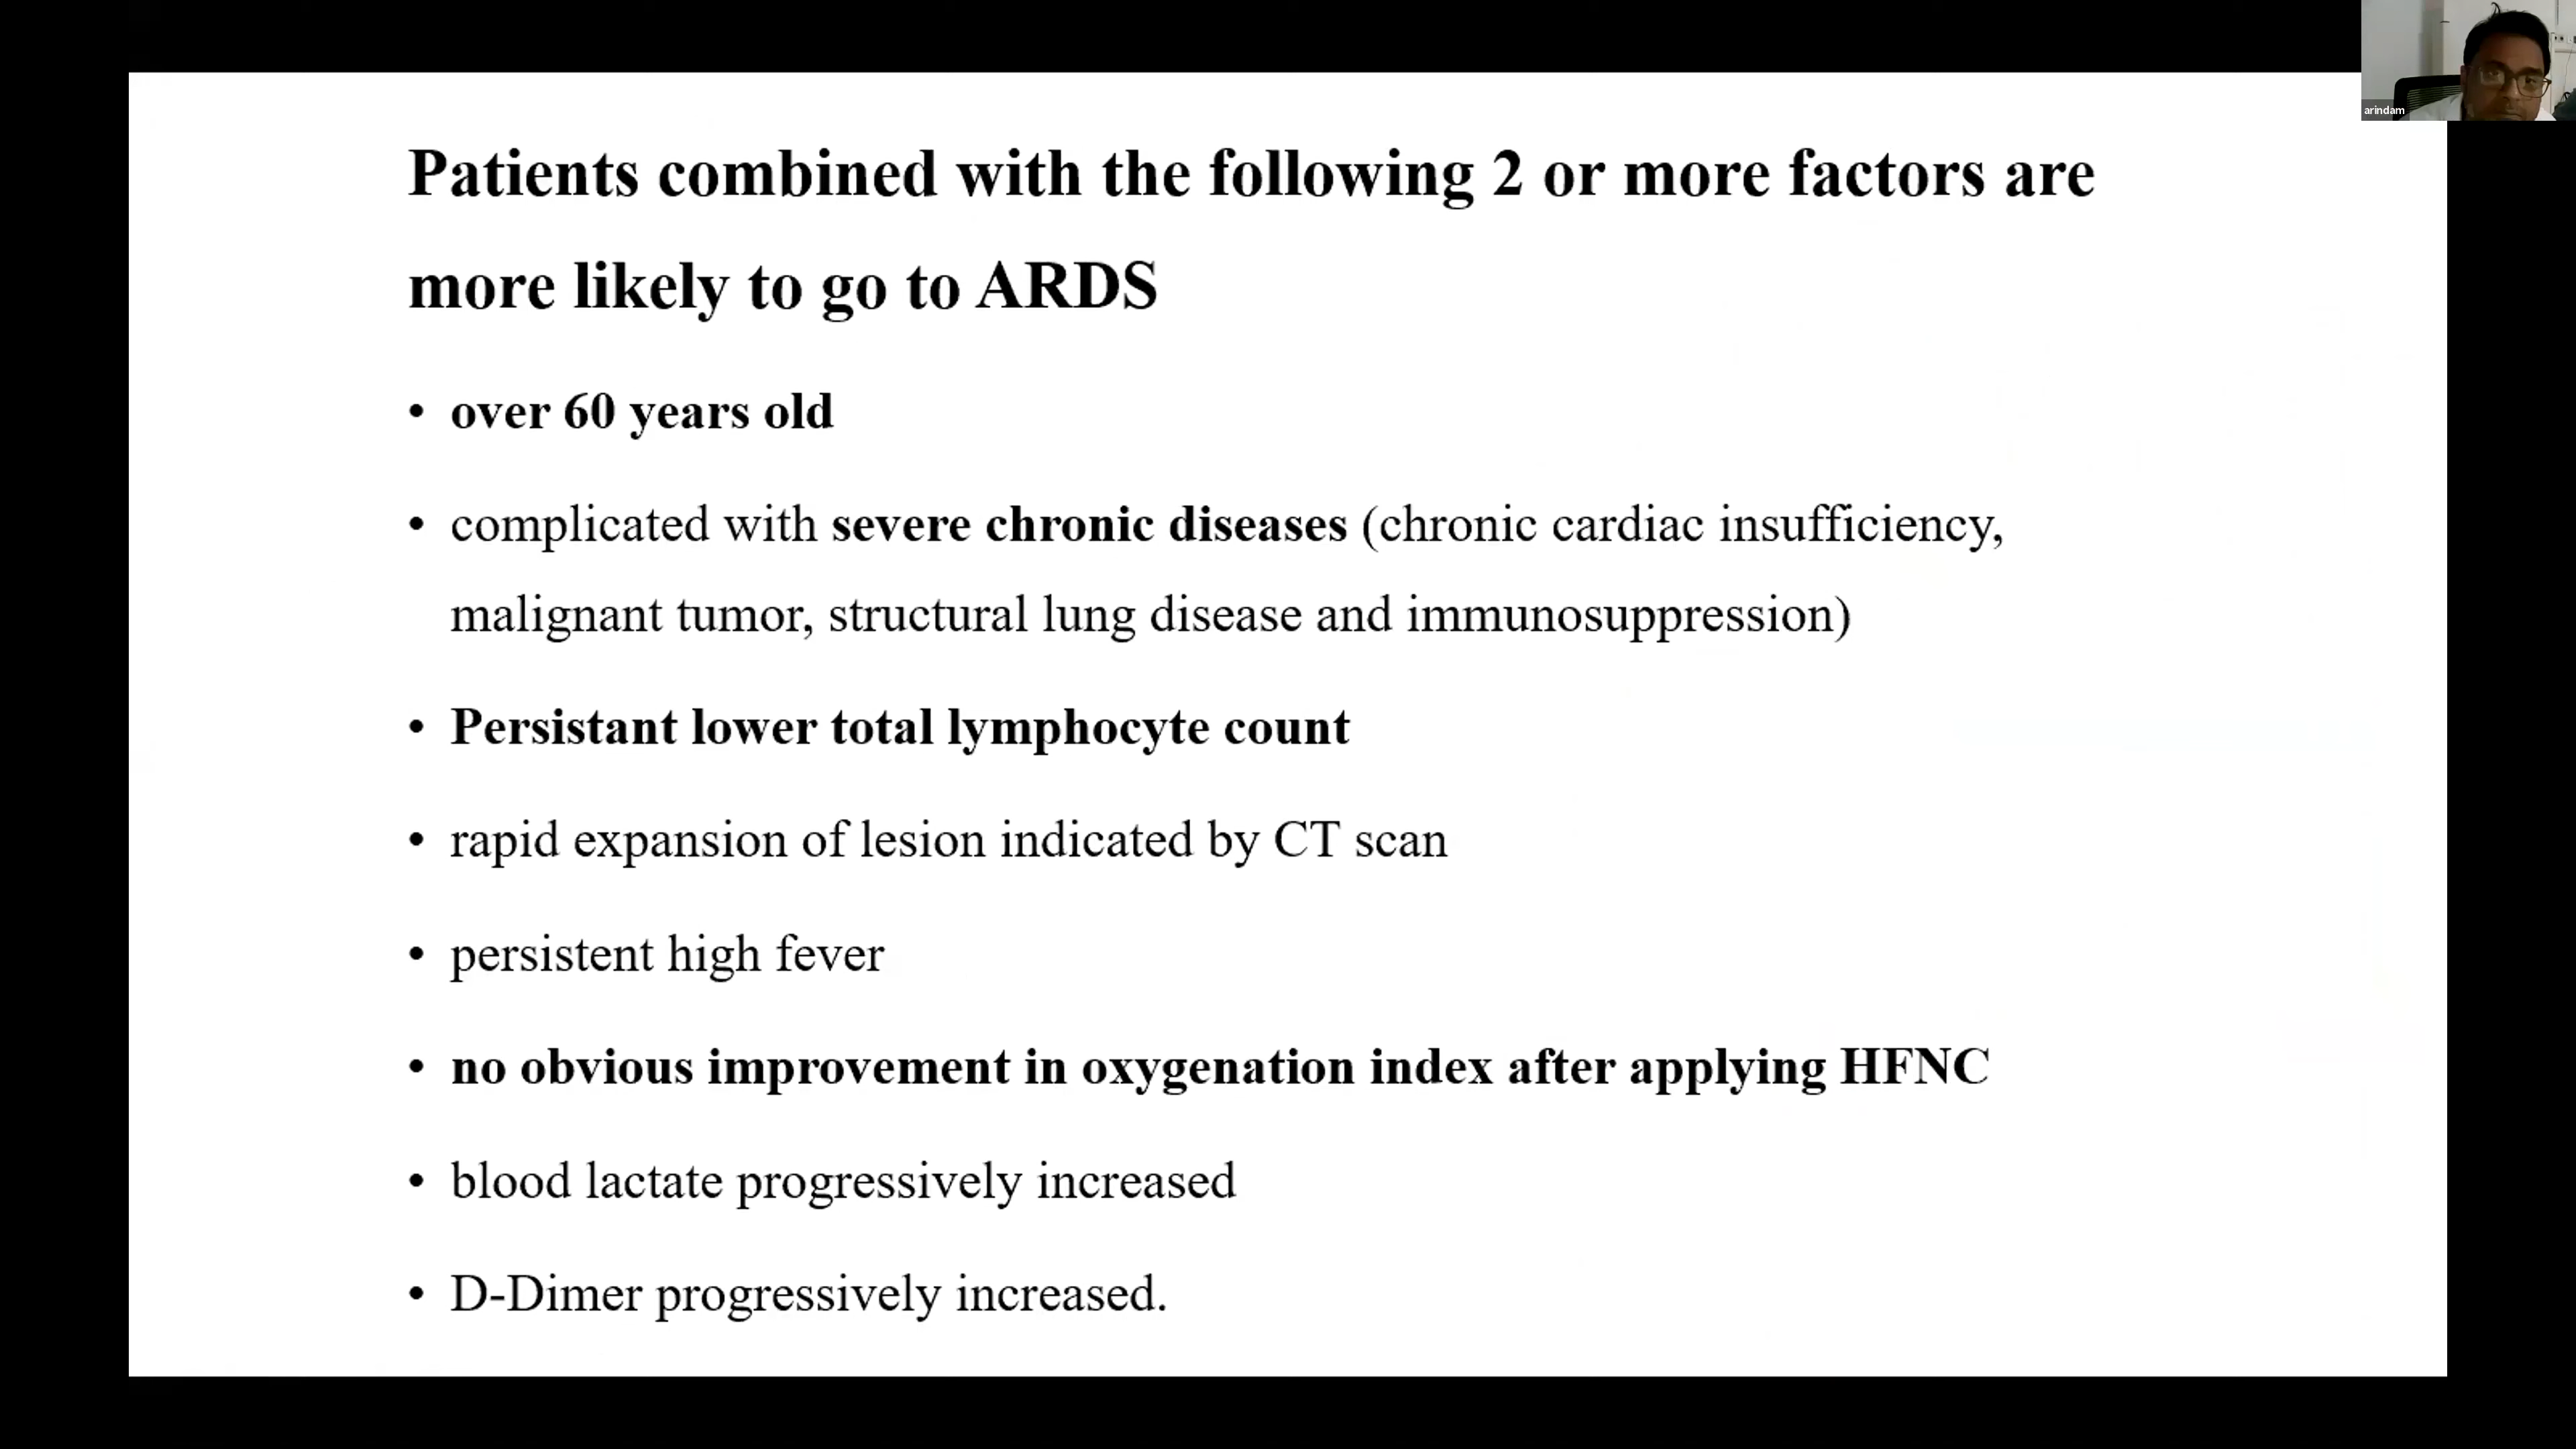 arindam
Patients combined with the following 2 or more factors are
more likely to go to ARDS
• over 60 years old
• complicated with severe chronic diseases (chronic cardiac insufficiency,
malignant tumor, structural lung disease and immunosuppression)
• Persistant lower total lymphocyte count
• rapid expansion of lesion indicated by CT scan
• persistent high fever
• no obvious improvement in oxygenation index after applying HFNC
• blood lactate progressively increased
• D-Dimer progressively increased.